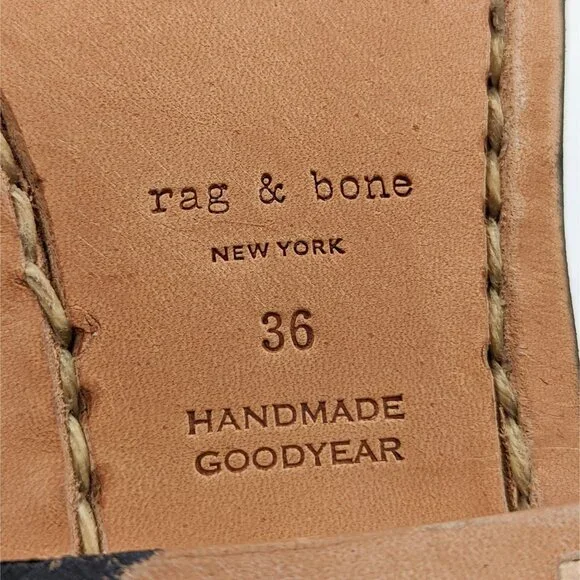 rag & bone
NEW YORK
36
HANDMADE
GOODYEAR